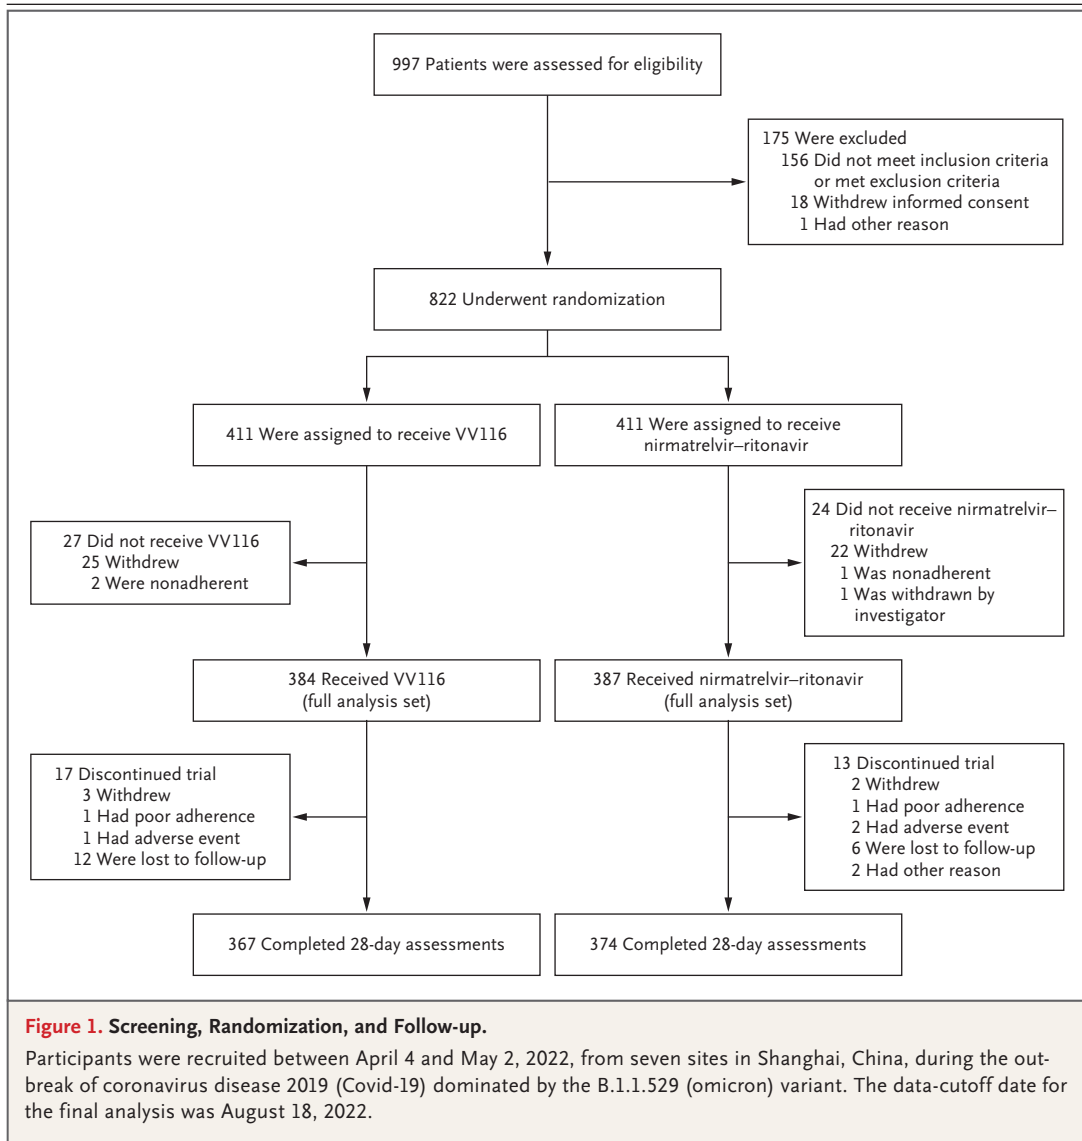 997 Patients were assessed for eligibility
175 Were excluded
156 Did not meet inclusion criteria
or met exclusion criteria
18 Withdrew informed consent
1 Had other reason
822 Underwent randomization
411 Were assigned to receive VV116
411 Were assigned to receive
nirmatrelvir–ritonavir
27 Did not receive VV116
25 Withdrew
2 Were nonadherent
24 Did not receive nirmatrelvir–
ritonavir
22 Withdrew
1 Was nonadherent
1 Was withdrawn by
investigator
384 Received VV116
(full analysis set)
387 Received nirmatrelvir–ritonavir
(full analysis set)
17 Discontinued trial
3 Withdrew
1 Had poor adherence
1 Had adverse event
12 Were lost to follow-up
13 Discontinued trial
2 Withdrew
1 Had poor adherence
2 Had adverse event
6 Were lost to follow-up
2 Had other reason
367 Completed 28-day assessments
374 Completed 28-day assessments
Figure 1. Screening, Randomization, and Follow-up.
Participants were recruited between April 4 and May 2, 2022, from seven sites in Shanghai, China, during the out-
break of coronavirus disease 2019 (Covid-19) dominated by the B.1.1.529 (omicron) variant. The data-cutoff date for
the final analysis was August 18, 2022.